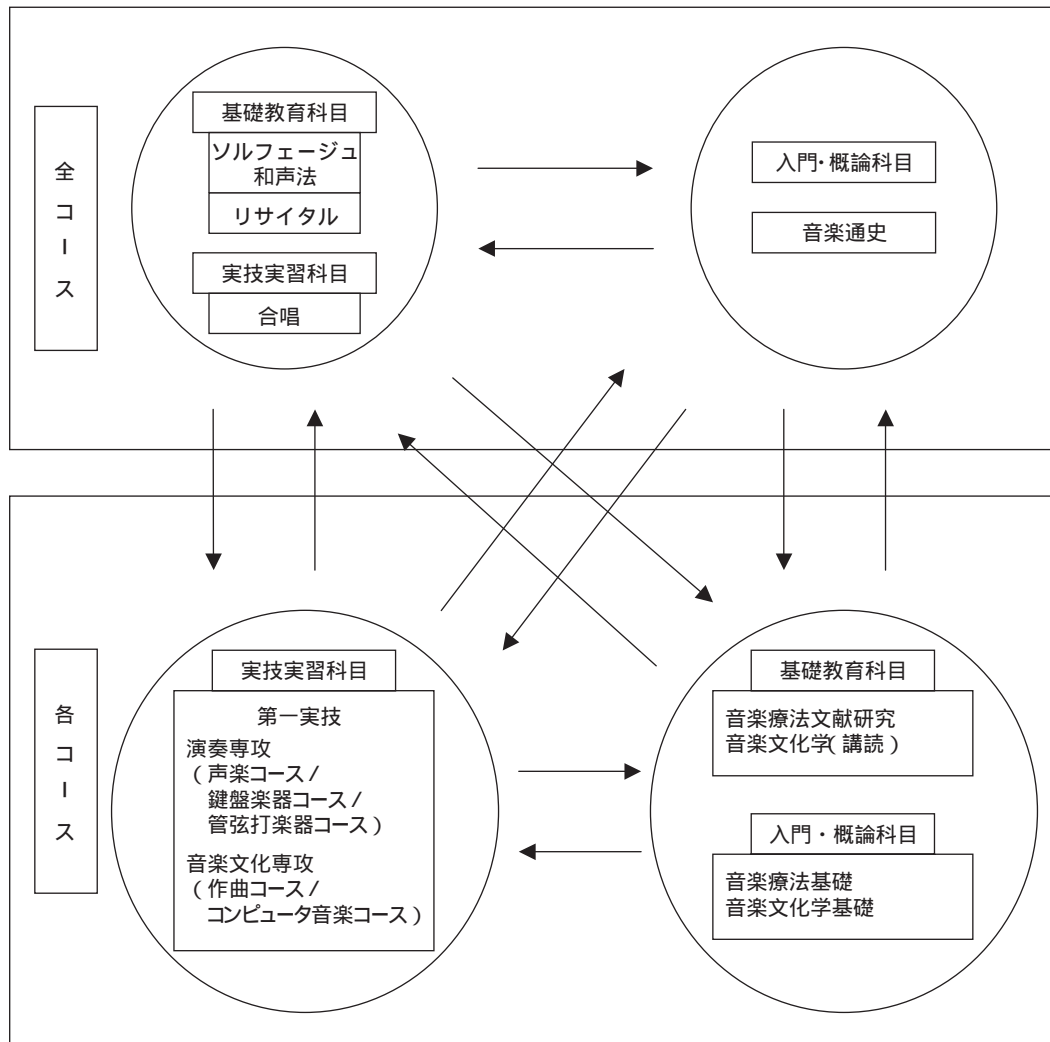 全コース
基礎教育科目
ソルフェージュ
和声法
リサイタル
実技実習科目
合唱
入門・概論科目
音楽通史
各コース
実技実習科目
第一実技
演奏専攻
(声楽コース/
鍵盤楽器コース/
管弦打楽器コース)
音楽文化専攻
(作曲コース/
コンピュータ音楽コース)
基礎教育科目
音楽療法文献研究
音楽文化学(講読)
入門・概論科目
音楽療法基礎
音楽文化学基礎